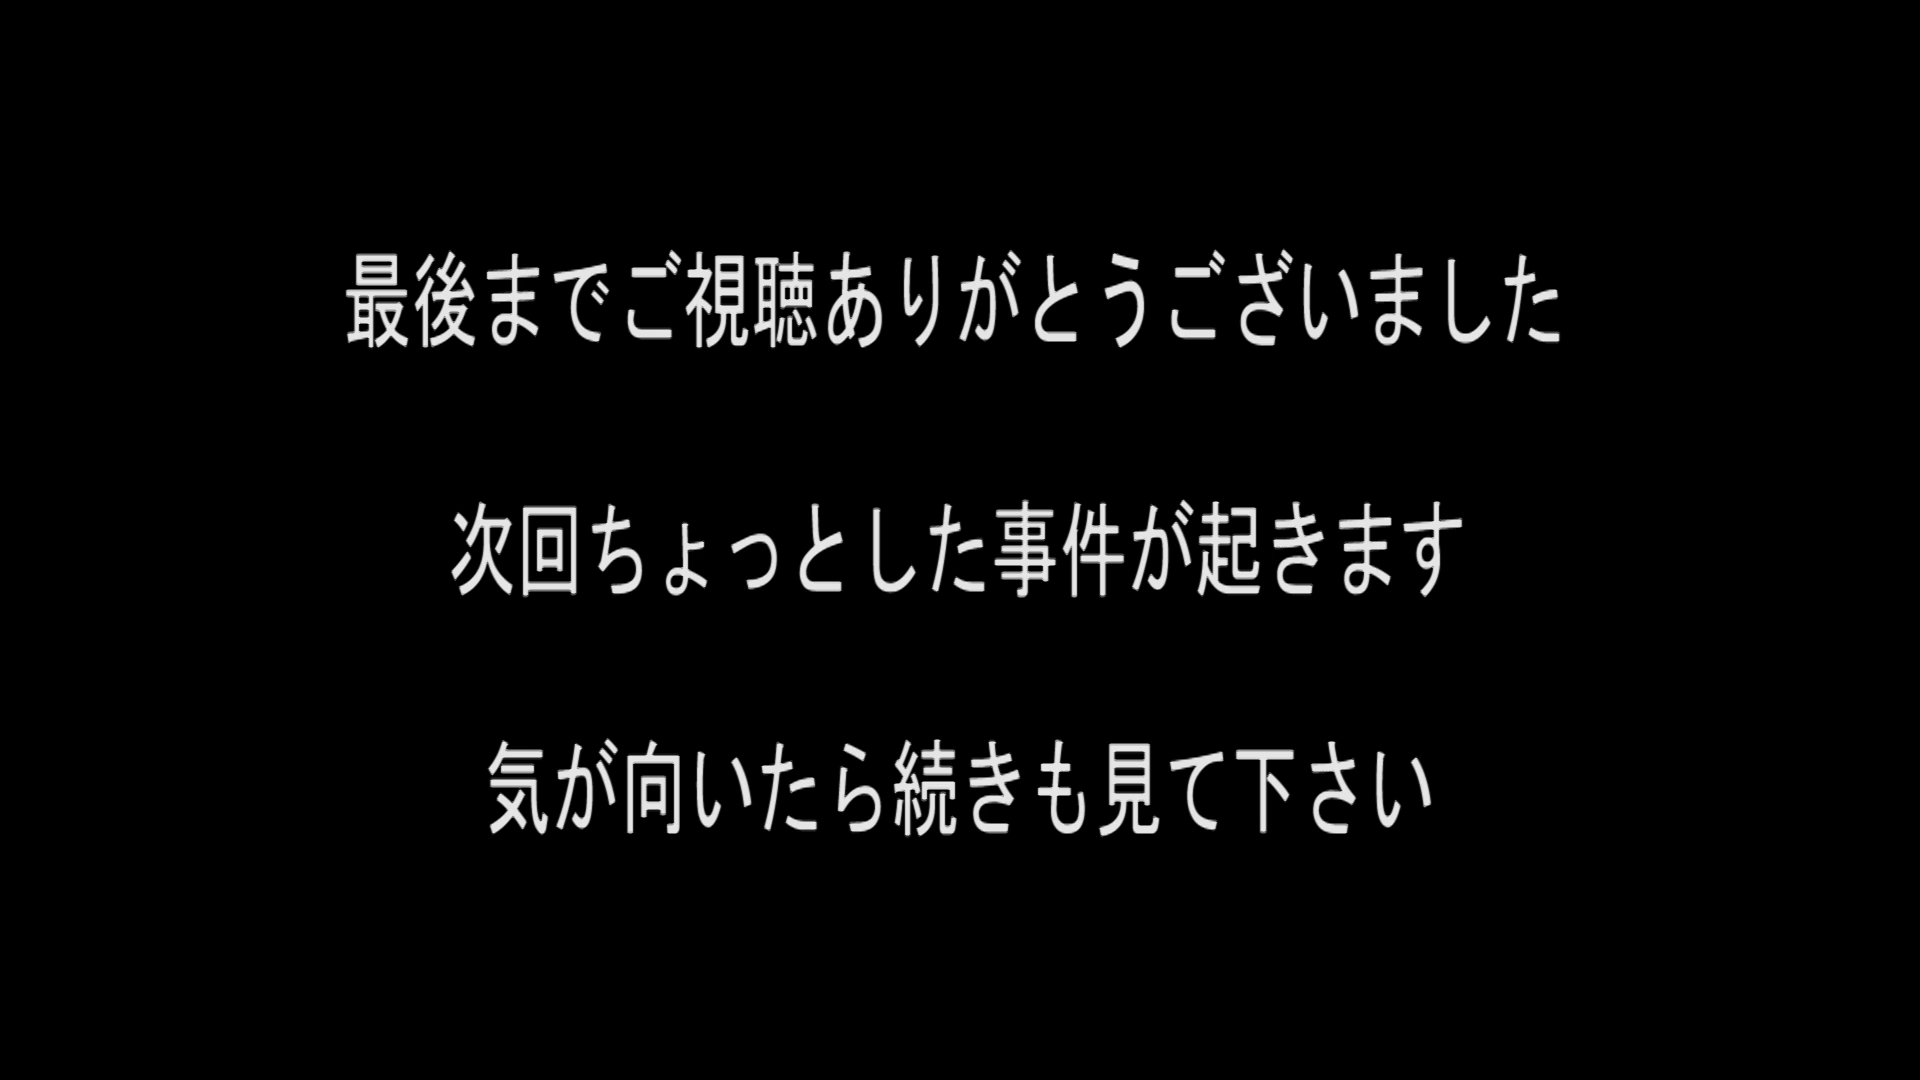 最後までご視聴ありがとうございました
次回ちょっとした事件が起きます
気が向いたら続きも見て下さい